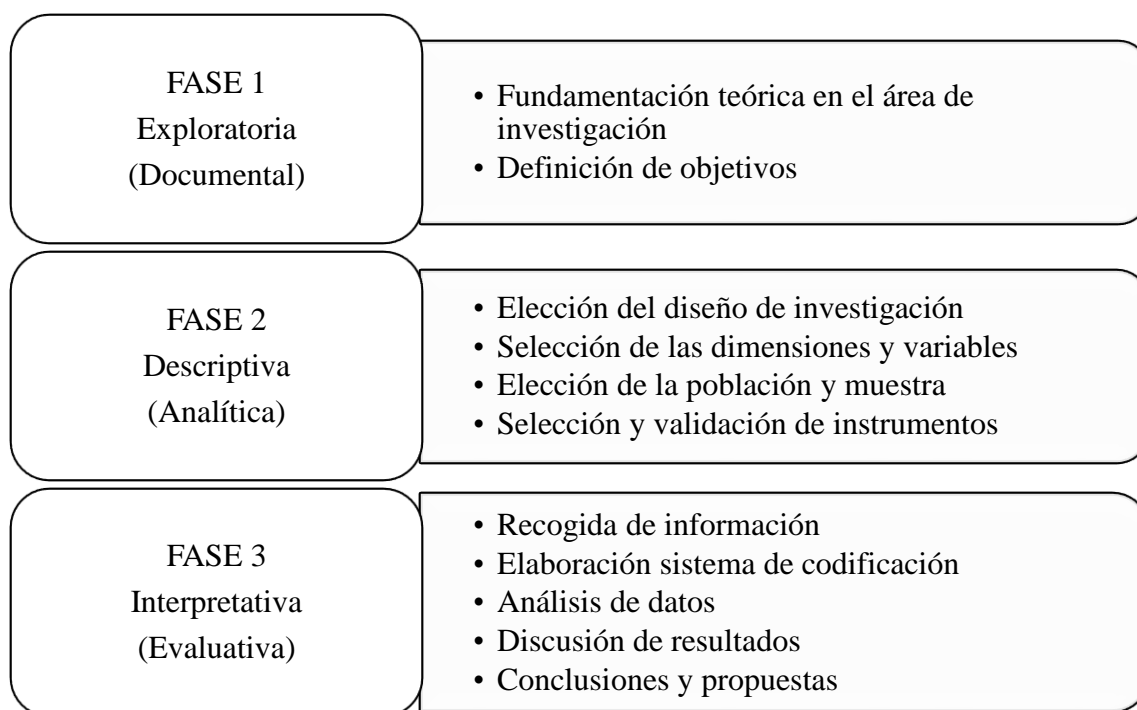 FASE 1
Exploratoria
(Documental)
• Fundamentación teórica en el área de
investigación
• Definición de objetivos
FASE 2
Descriptiva
(Analítica)
• Elección del diseño de investigación
• Selección de las dimensiones y variables
• Elección de la población y muestra
• Selección y validación de instrumentos
FASE 3
Interpretativa
(Evaluativa)
• Recogida de información
• Elaboración sistema de codificación
• Análisis de datos
• Discusión de resultados
• Conclusiones y propuestas